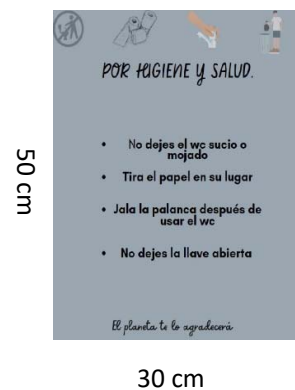 POR HIGIENE Y SALUD.
• No dejes el wc sucio o
mojado
• Tira el papel en su lugar
• Jala la palanca después de
usar el wc
• No dejes la llave abierta
El planeta te lo agradecerá
50 cm
30 cm